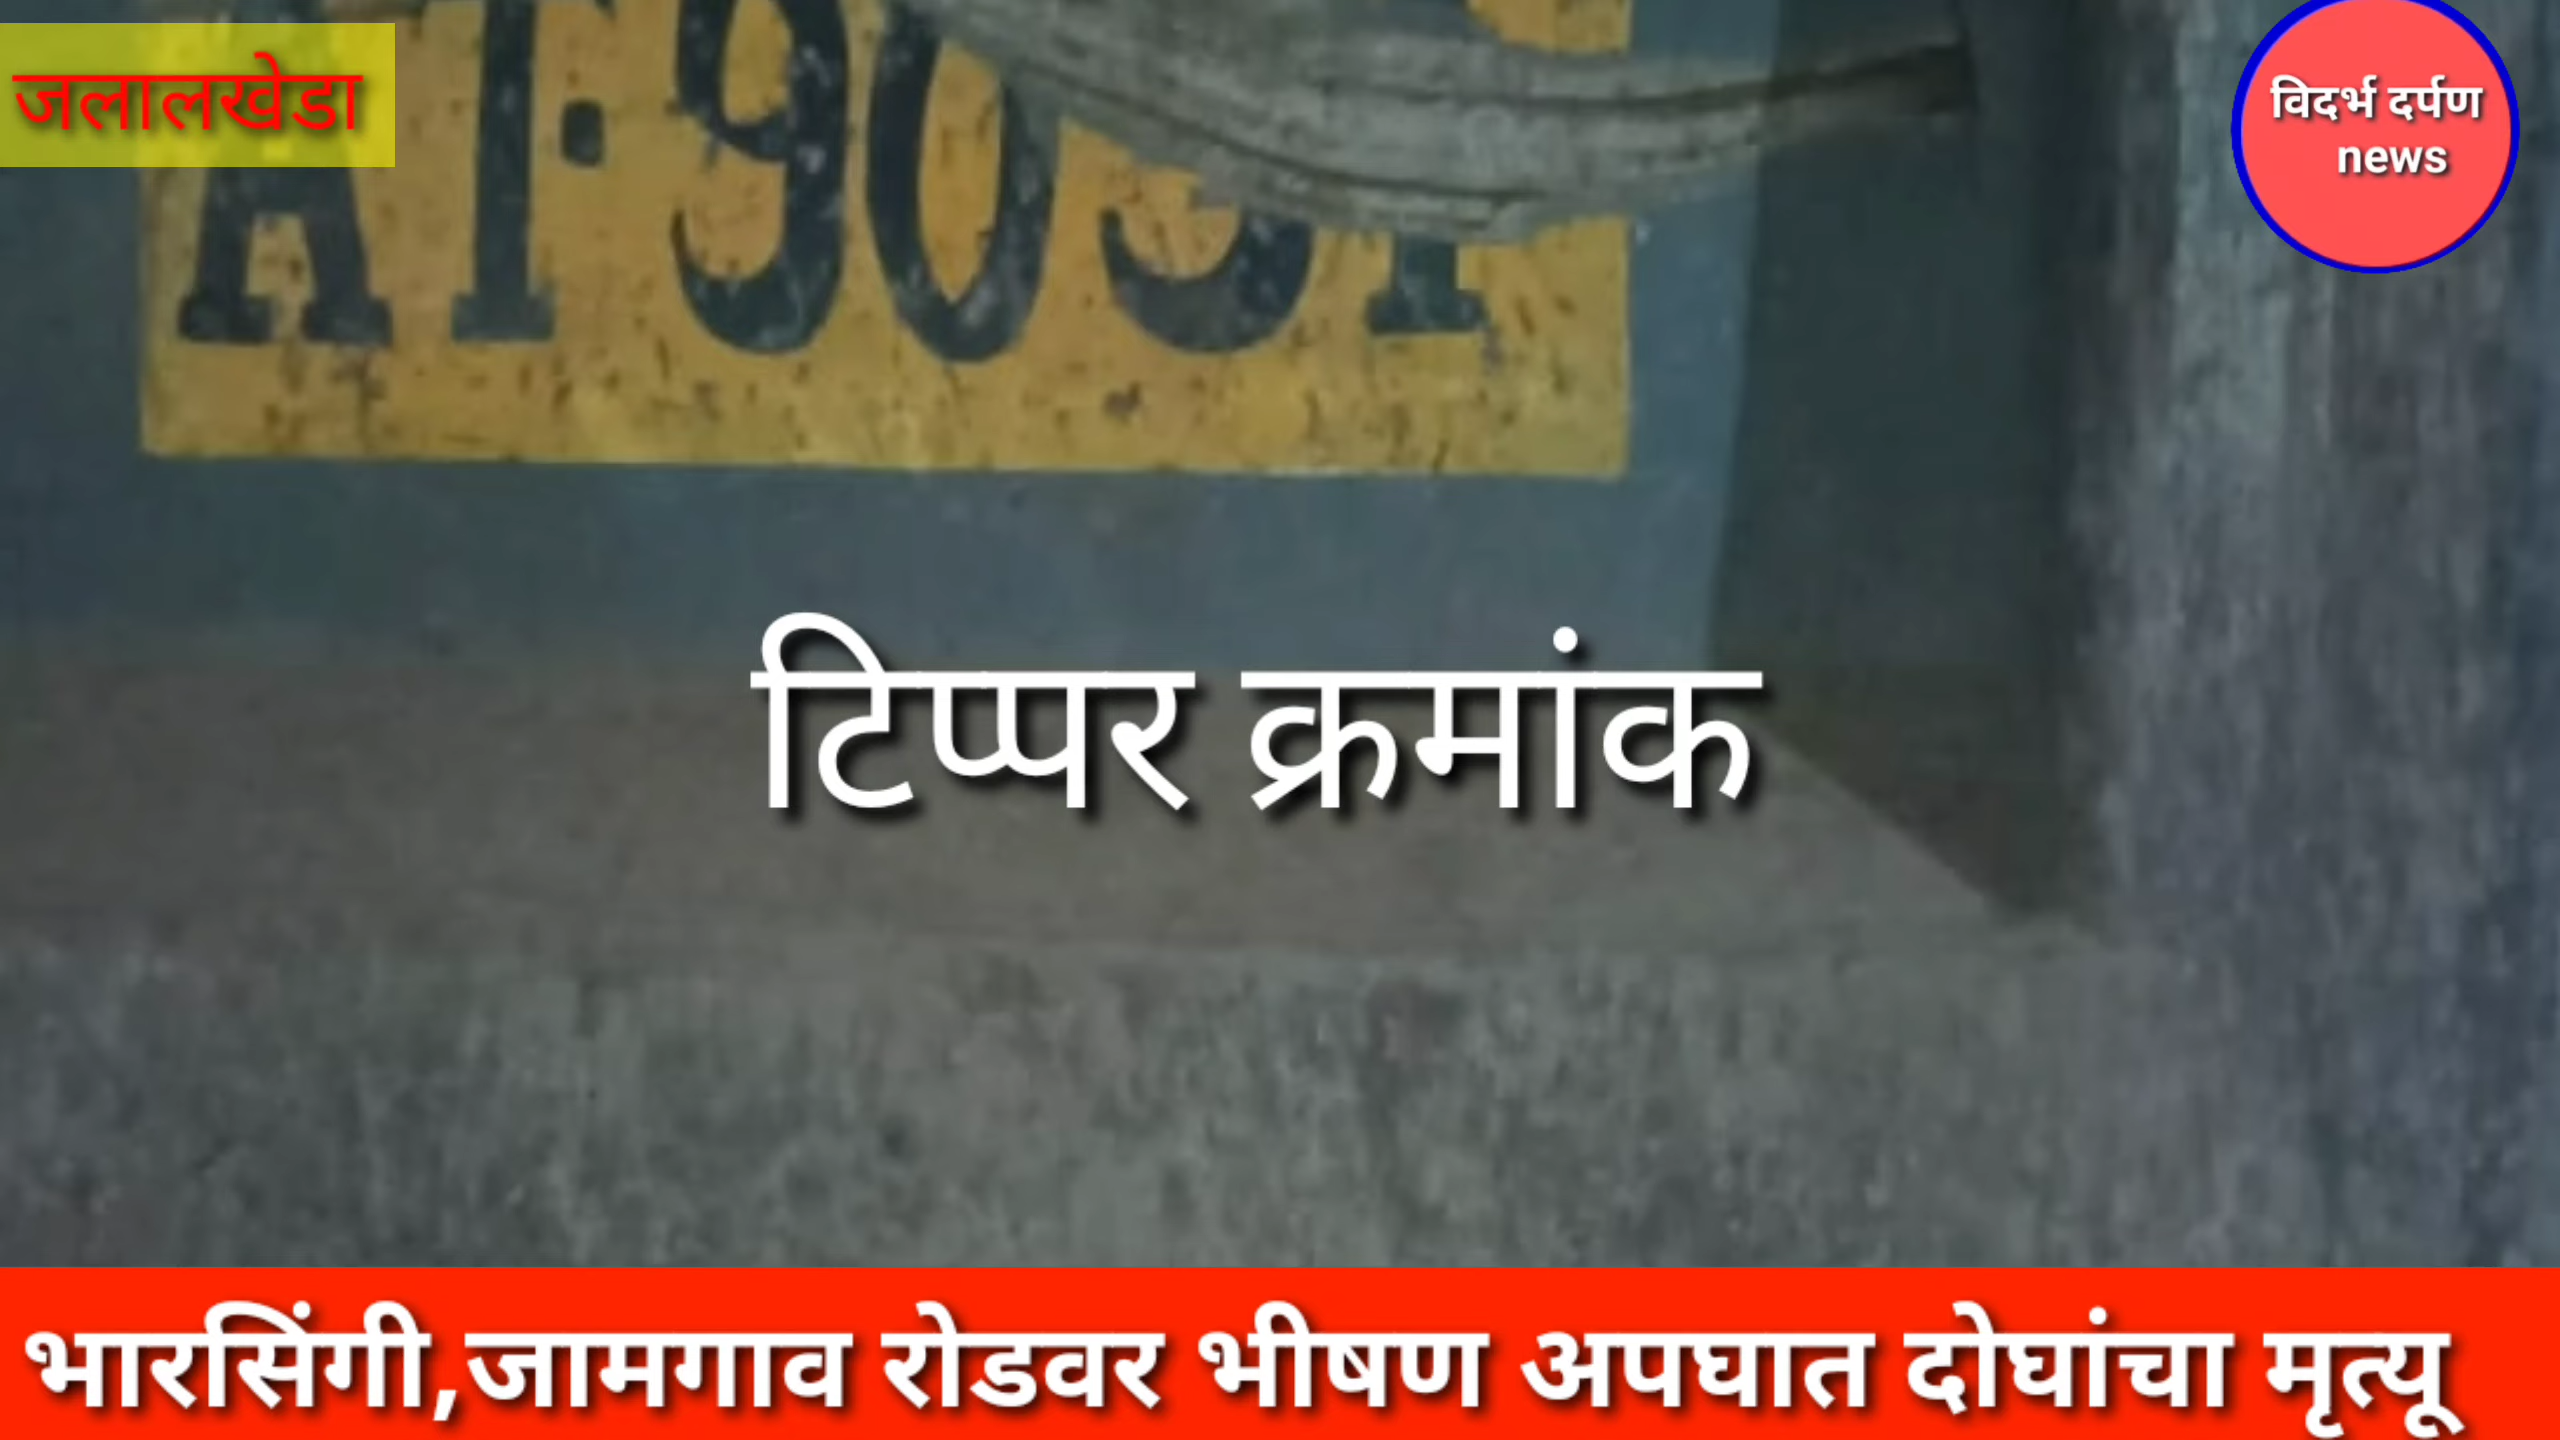 जलालखेडा
विदर्भ दर्पण
news
टिप्पर क्रमांक
भारसिंगी,जामगाव रोडवर भीषण अपघात दोघांचा मृत्यू